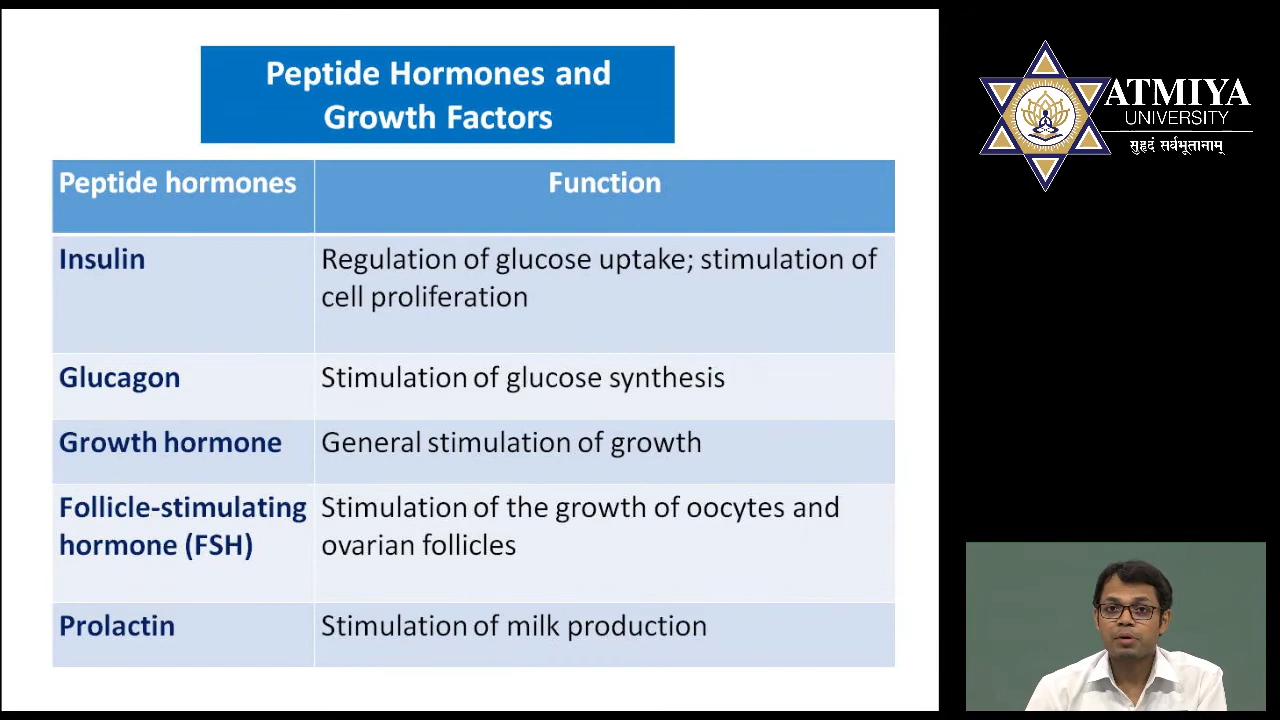 Peptide Hormones and
Growth Factors
Peptide hormones
Function
Insulin
Regulation of glucose uptake; stimulation of
cell proliferation
Glucagon
Stimulation of glucose synthesis
Growth hormone
General stimulation of growth
Follicle-stimulating
hormone (FSH)
Stimulation of the growth of oocytes and
ovarian follicles
Prolactin
Stimulation of milk production
ATMIYA
UNIVERSITY
सुहृदं सर्वभूतानाम्